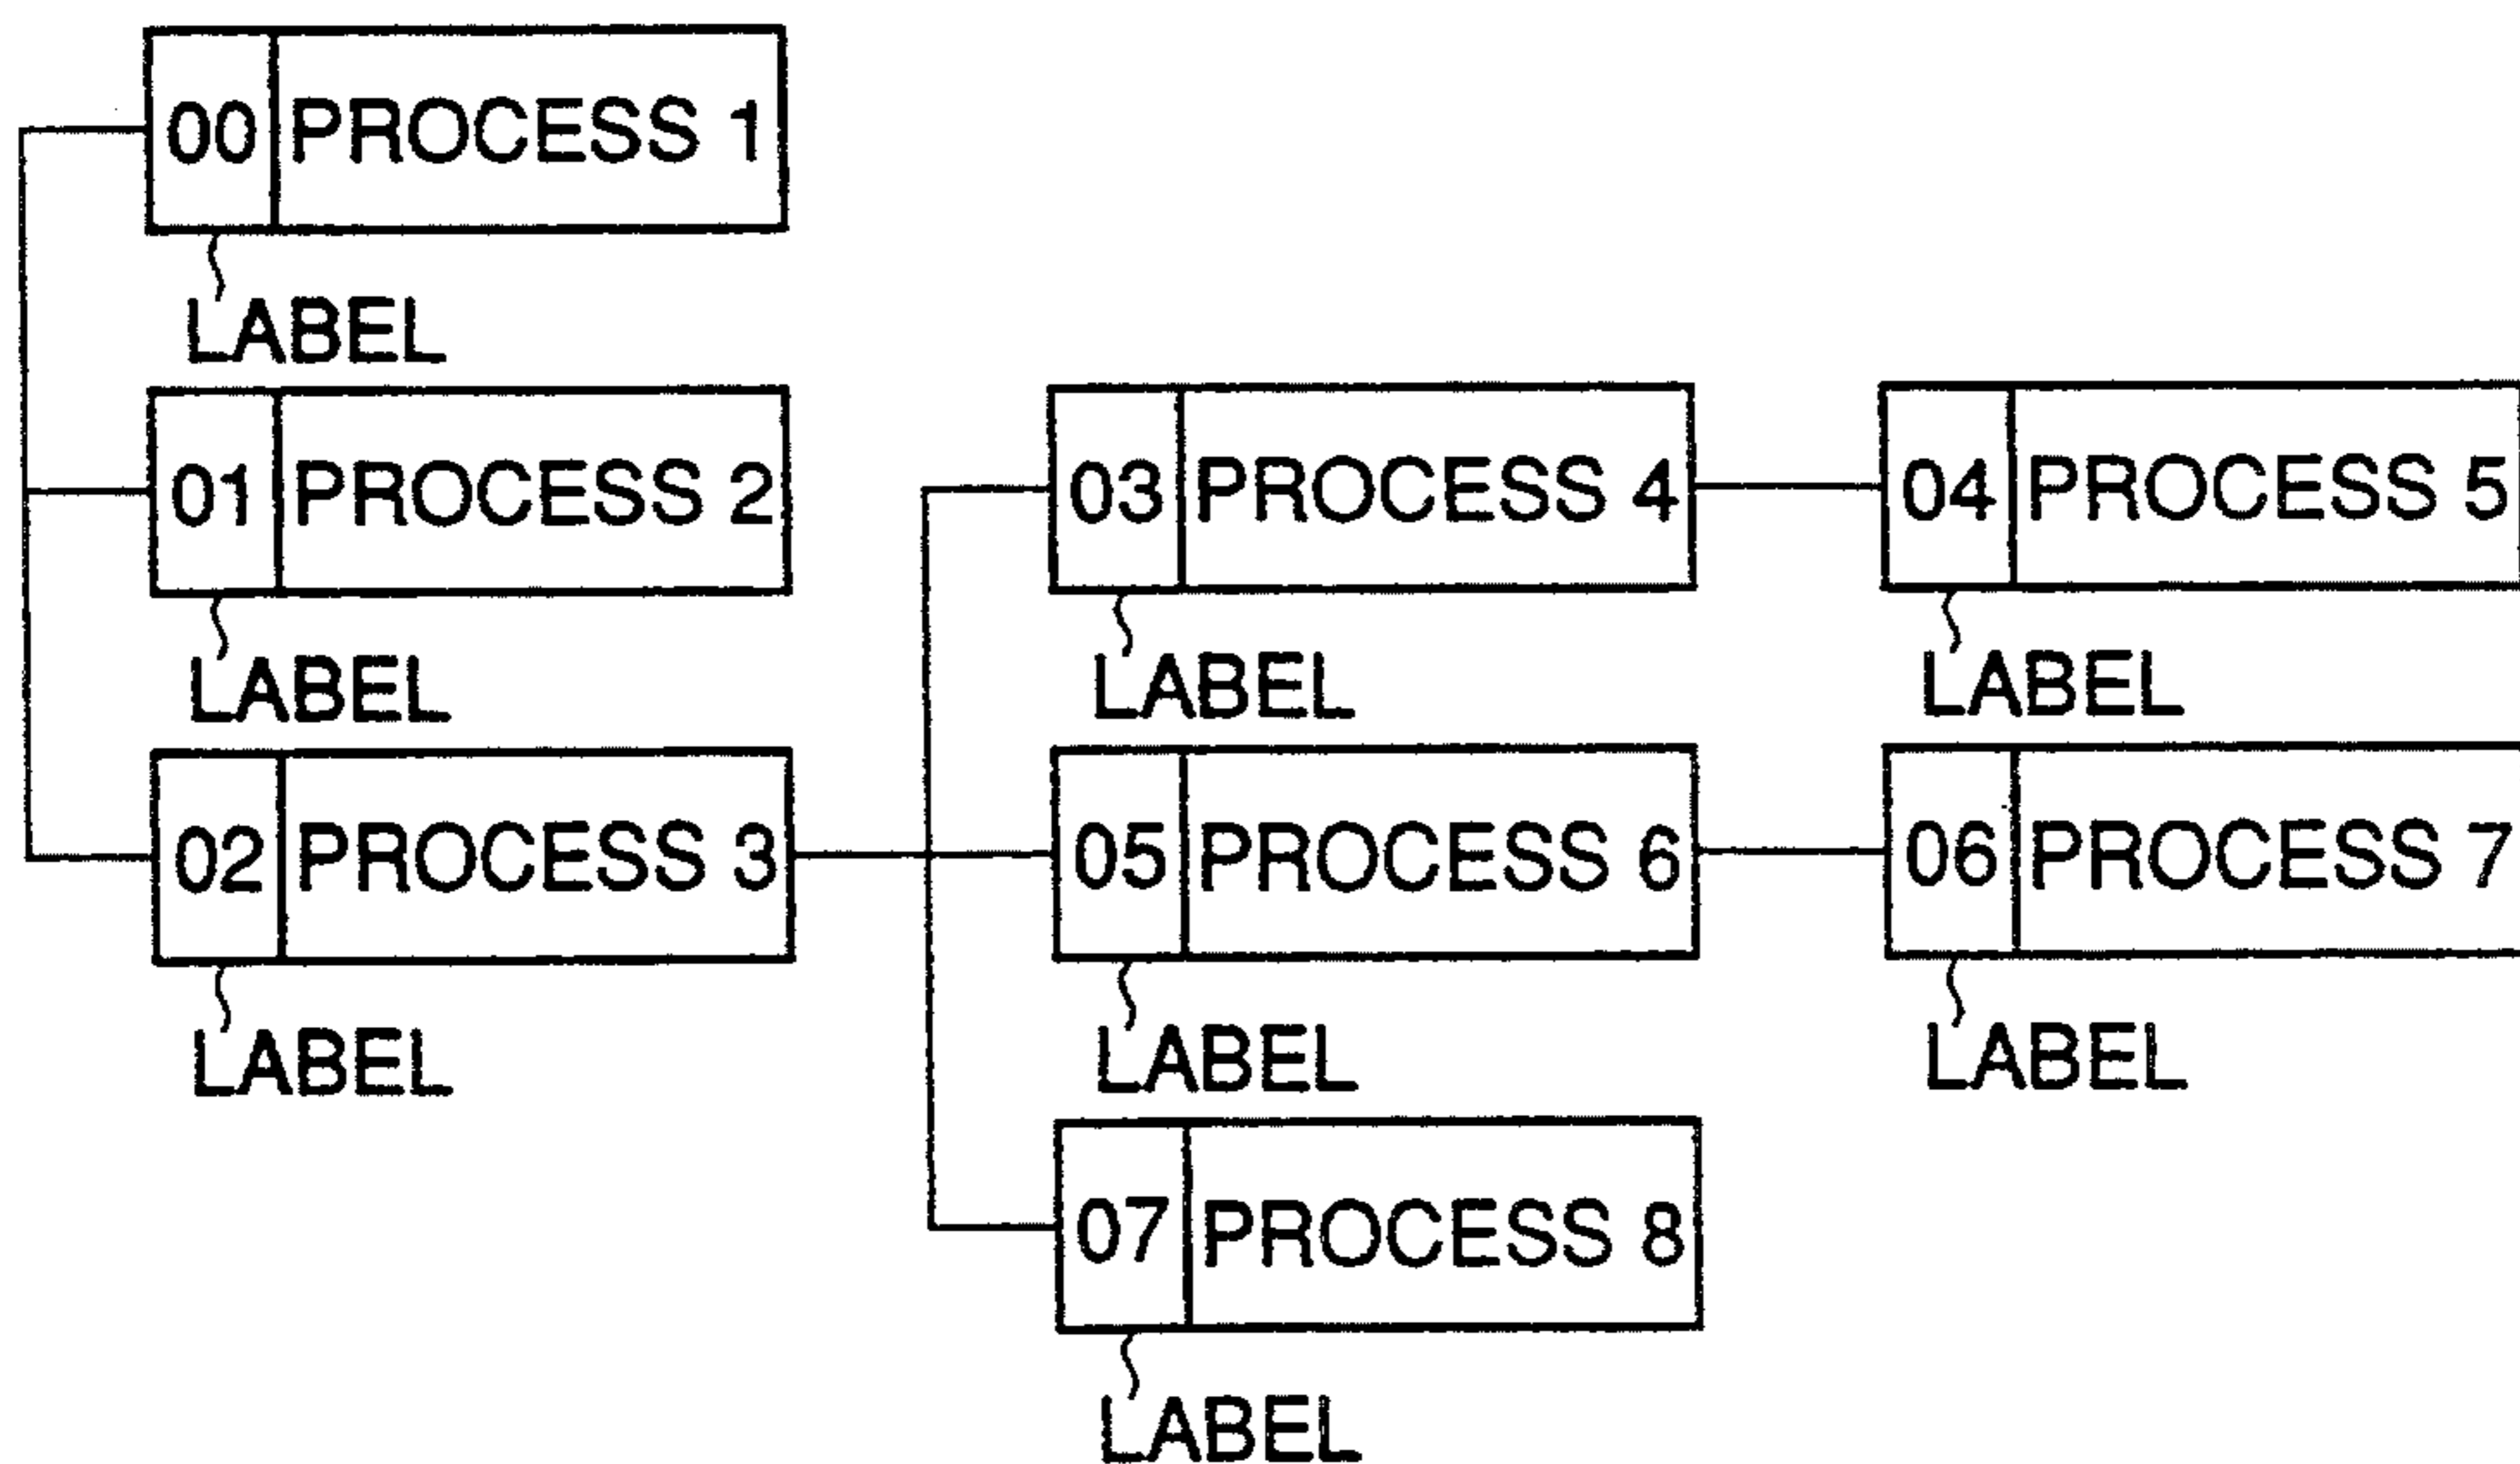 00 PROCESS 1
LABEL
01 PROCESS 2
LABEL
02 PROCESS 3
LABEL
03 PROCESS 4
LABEL
04 PROCESS 5
LABEL
05 PROCESS 6
LABEL
06 PROCESS 7
LABEL
07 PROCESS 8
LABEL